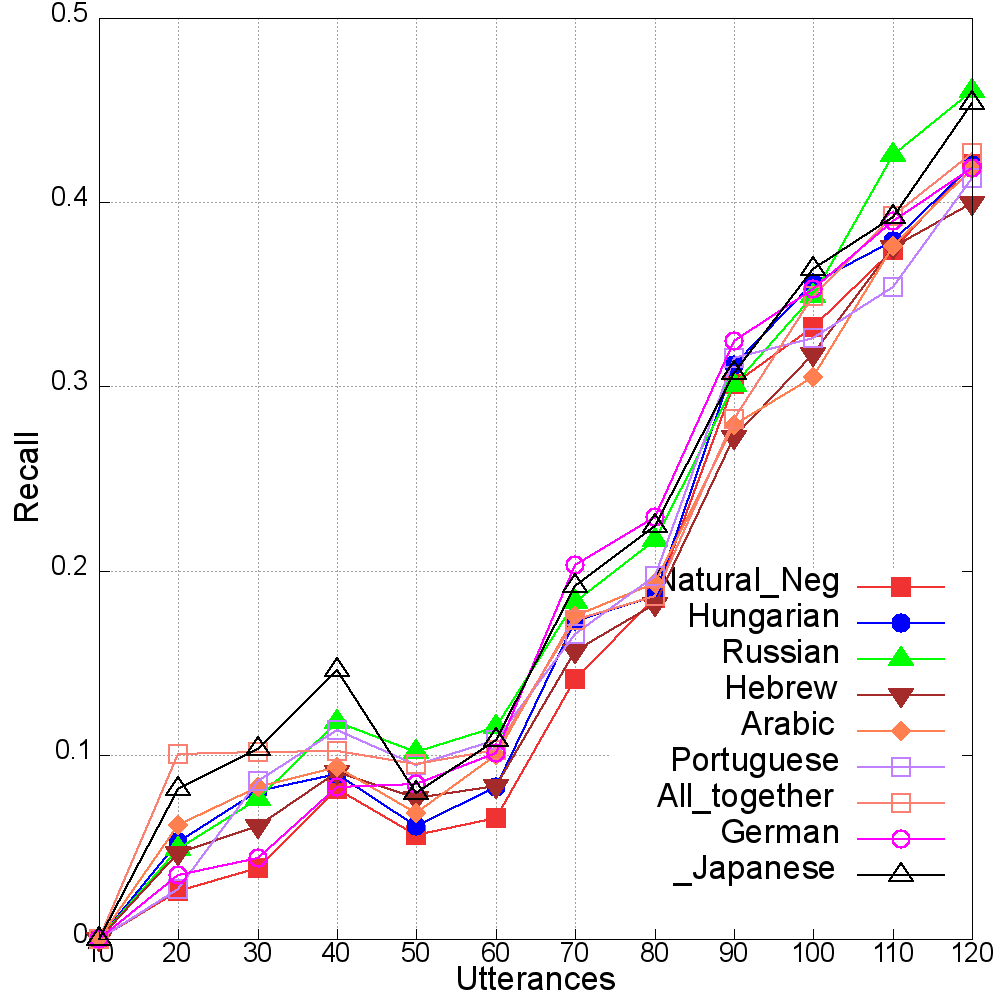 0.5
0.4
0.3
0.2
0.1
0
Recall
Natural_Neg
Hungarian
Russian
Hebrew
Arabic
Portuguese
All_together
German
_Japanese
10 20 30 40 50 60 70 80 90 100 110 120
Utterances